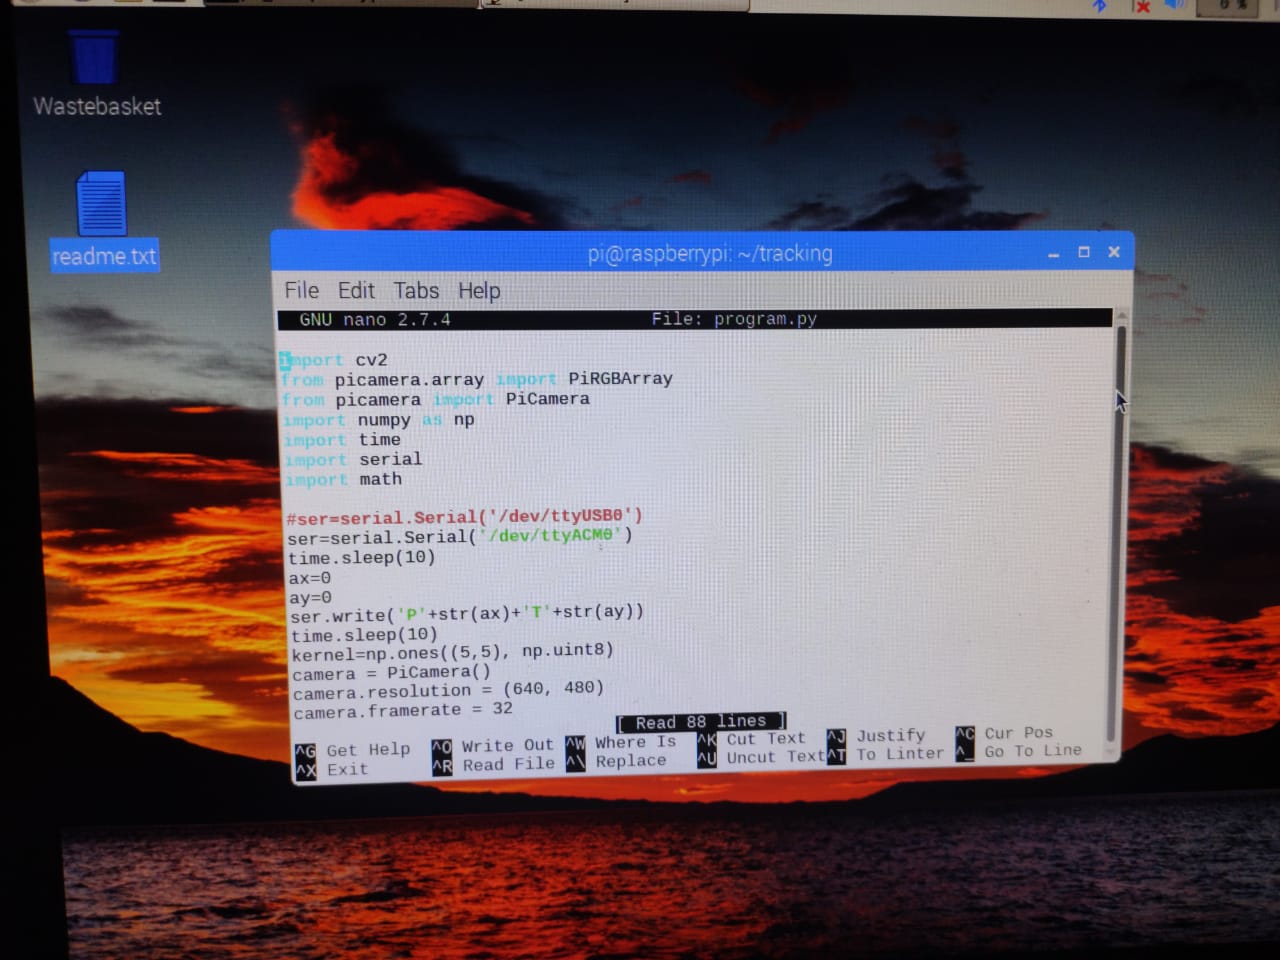 0 %
Wastebasket
readme.txt
pi@raspberrypi: ~/tracking
File Edit Tabs Help
GNU nano 2.7.4 File: program.py
import cv2
from picamera.array import PiRGBArray
from picamera import PiCamera
import numpy as np
import time
import serial
import math
#ser=serial.Serial('/dev/ttyUSB0')
ser=serial.Serial('/dev/ttyACM0')
time.sleep(10)
ax=0
ay=0
ser.write('P'+str(ax)+'T'+str(ay))
time.sleep(10)
kernel=np.ones((5,5), np.uint8)
camera = PiCamera()
camera.resolution = (640, 480)
camera.framerate = 32
[ Read 88 lines ]
^G Get Help ^O Write Out ^W Where Is ^K Cut Text ^J Justify ^C Cur Pos
^X Exit ^R Read File ^\ Replace ^U Uncut Text ^T To Linter ^_ Go To Line